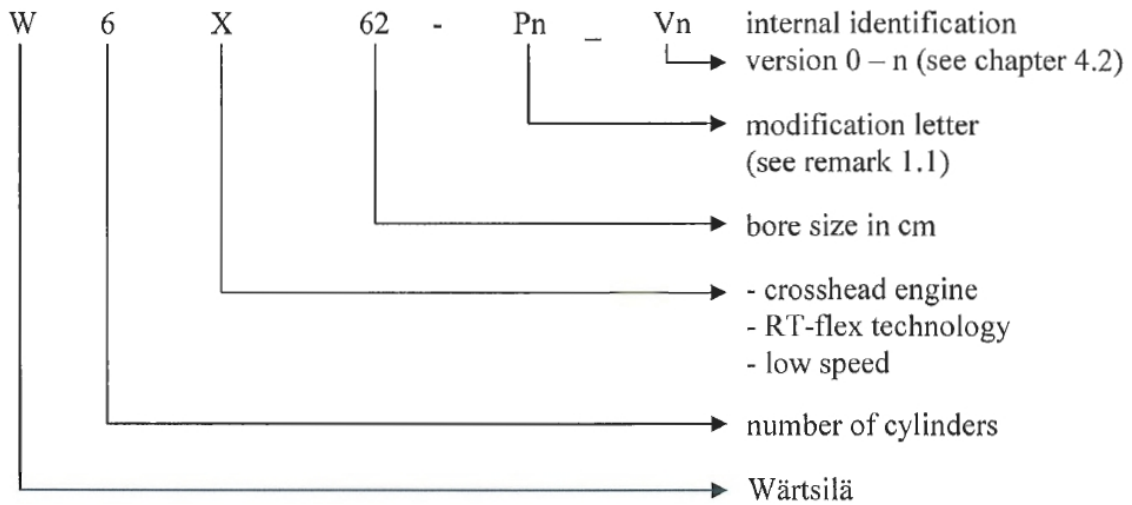 W 6 X 62 - Pn _ Vn internal identification
version 0 – n (see chapter 4.2)
modification letter
(see remark 1.1)
bore size in cm
- crosshead engine
- RT-flex technology
- low speed
number of cylinders
Wärtsilä